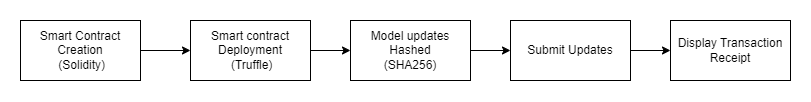 Smart Contract
Creation
(Solidity)
Smart contract
Deployment
(Truffle)
Model updates
Hashed
(SHA256)
Submit Updates
Display Transaction
Receipt